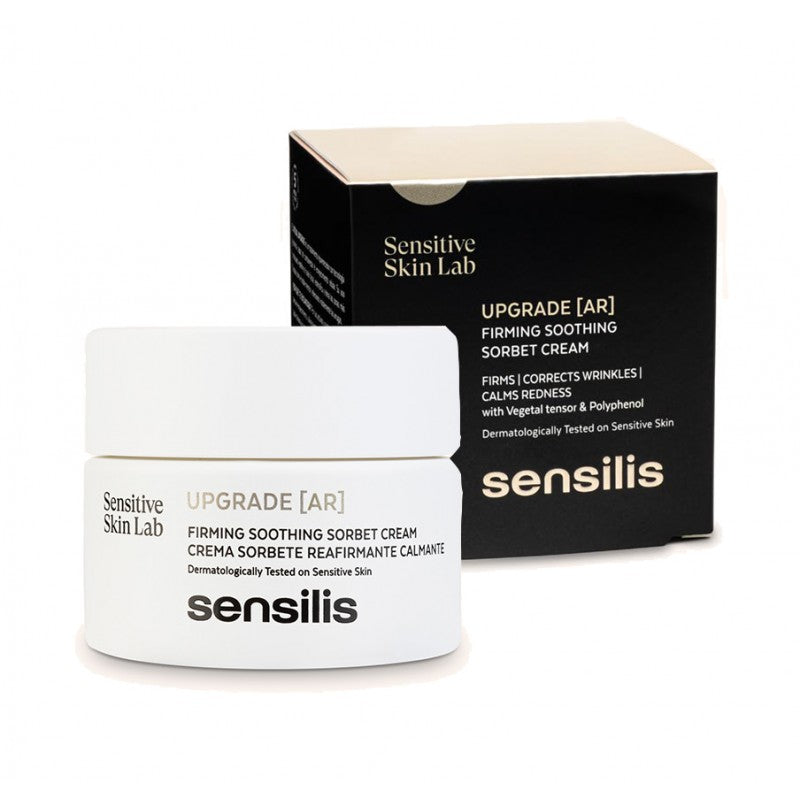 Sensitive
Skin Lab
UPGRADE [AR]
FIRMING SOOTHING
SORBET CREAM
FIRMS | CORRECTS WRINKLES |
CALMS REDNESS
with Vegetal tensor & Polyphenol
Dermatologically Tested on Sensitive Skin
sensilis
Sensitive
Skin Lab
UPGRADE [AR]
FIRMING SOOTHING SORBET CREAM
CREMA SORBETE REAFIRMANTE CALMANTE
Dermatologically Tested on Sensitive Skin
sensilis